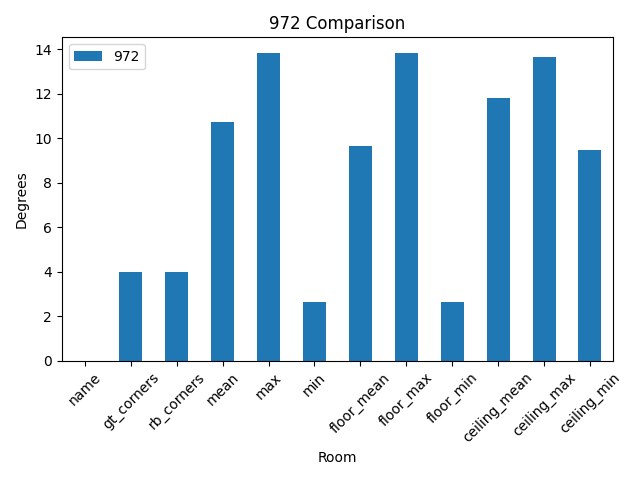 972 Comparison
972
Degrees
14
12
10
8
6
4
2
0
name
gt_corners
rb_corners
mean
max
min
floor_mean
floor_max
floor_min
ceiling_mean
ceiling_max
ceiling_min
Room